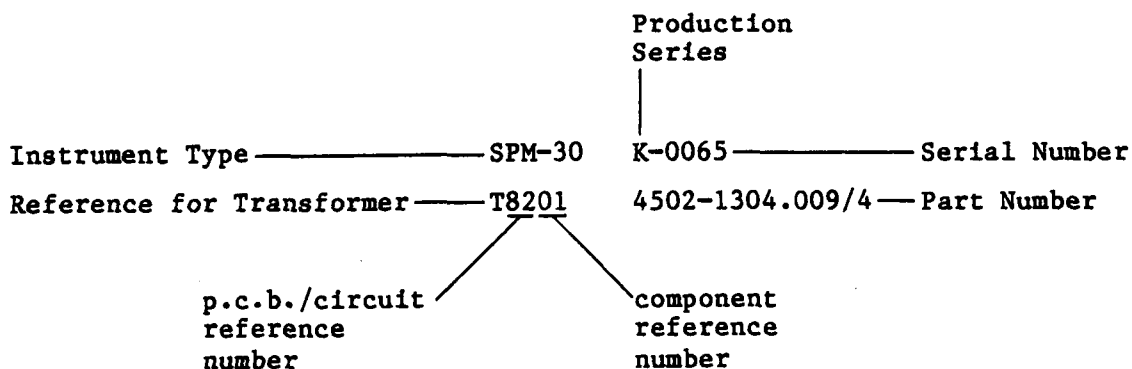 Production
Series
Instrument Type SPM-30 K-0065 Serial Number
Reference for Transformer T8201 4502-1304.009/4 Part Number
p.c.b./circuit
reference
number
component
reference
number